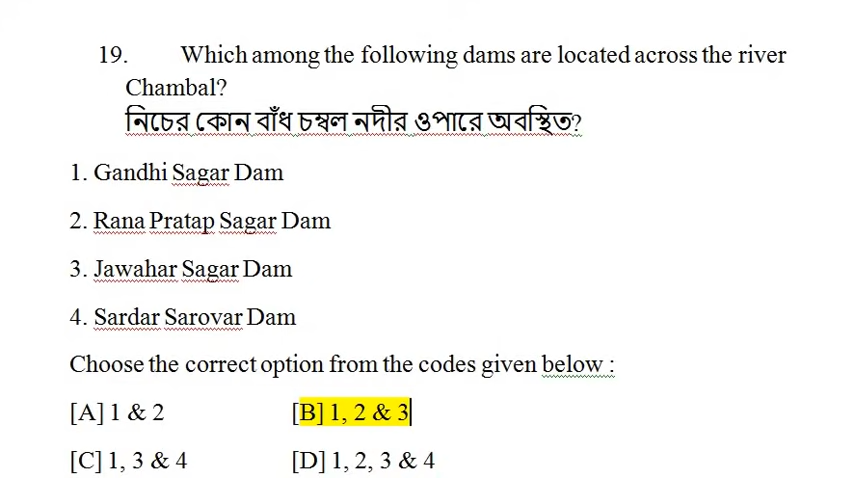 19. Which among the following dams are located across the river
Chambal?
নিচের কোন বাঁধ চম্বল নদীর ওপারে অবস্থিত?
1. Gandhi Sagar Dam
2. Rana Pratap Sagar Dam
3. Jawahar Sagar Dam
4. Sardar Sarovar Dam
Choose the correct option from the codes given below :
[A] 1 & 2 [B] 1, 2 & 3
[C] 1, 3 & 4 [D] 1, 2, 3 & 4